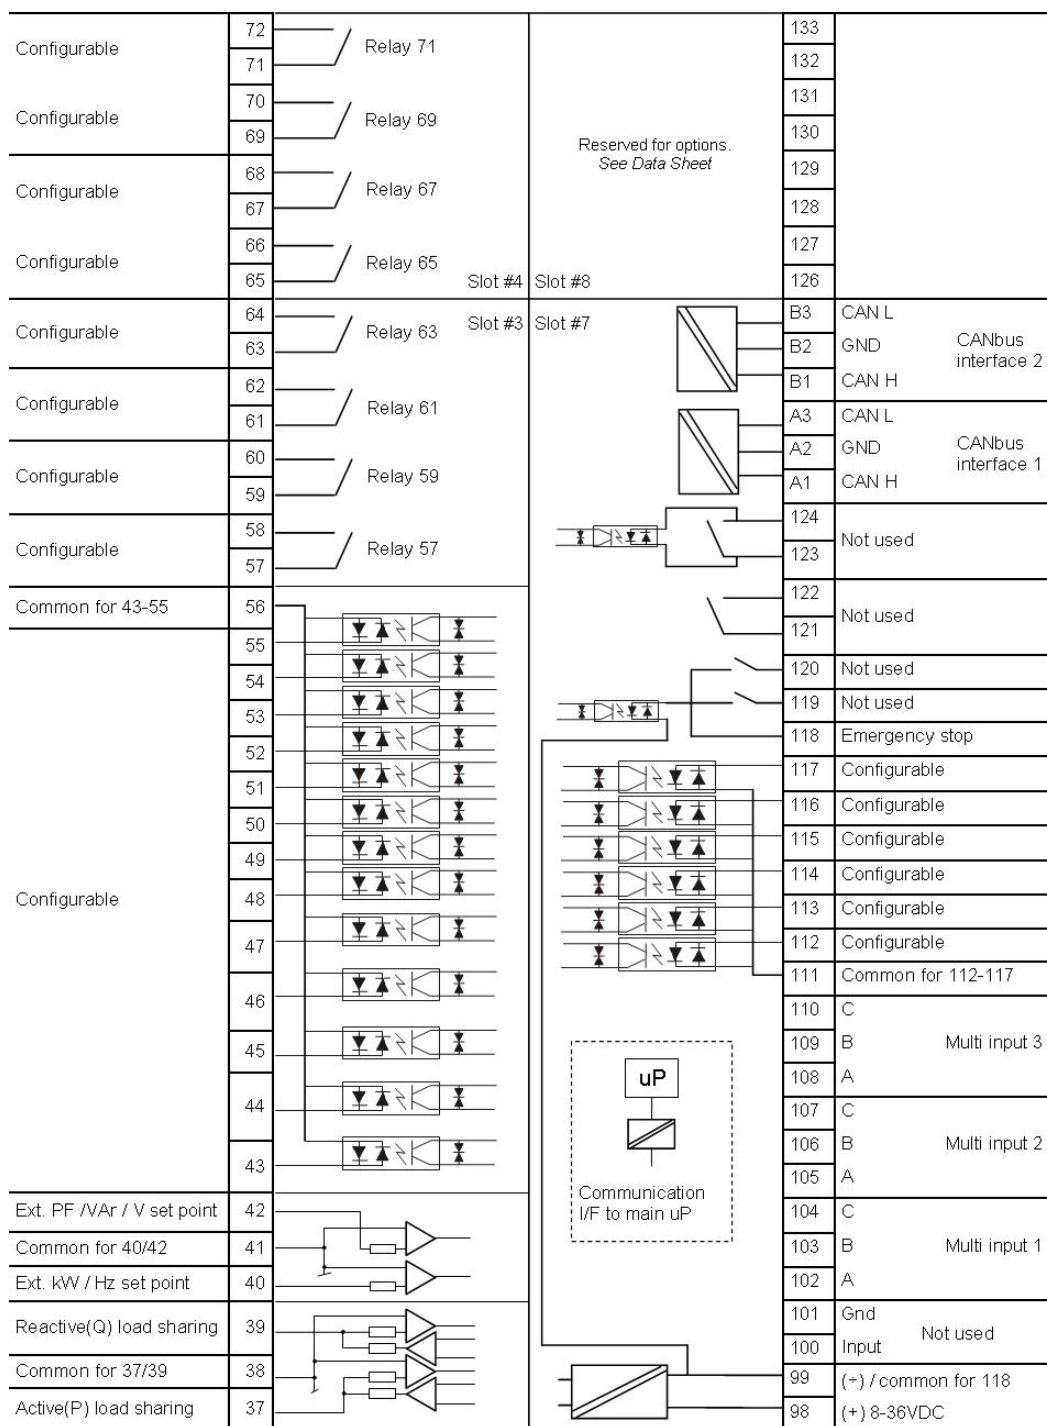 Configurable 72 Relay 71
71
Configurable 70 Relay 69
69
Configurable 68 Relay 67
67
Configurable 66 Relay 65
65 Slot #4
Configurable 64 Relay 63 Slot #3
63
Configurable 62 Relay 61
61
Configurable 60 Relay 59
59
Configurable 58 Relay 57
57
Common for 43-55 56
55
54
53
52
51
50
49
Configurable 48
47
46
45
44
43
Ext. PF /VAr / V set point 42
Common for 40/42 41
Ext. kW / Hz set point 40
Reactive(Q) load sharing 39
Common for 37/39 38
Active(P) load sharing 37
Reserved for options.
See Data Sheet
133
132
131
130
129
128
127
Slot #8 126
Slot #7 B3 CAN L
B2 GND CANbus
interface 2
B1 CAN H
A3 CAN L
A2 GND CANbus
interface 1
A1 CAN H
124
Not used
123
122
Not used
121
120 Not used
119 Not used
118 Emergency stop
117 Configurable
116 Configurable
115 Configurable
114 Configurable
113 Configurable
112 Configurable
111 Common for 112-117
110 C
109 B Multi input 3
108 A
107 C
106 B Multi input 2
105 A
104 C
103 B Multi input 1
102 A
101 Gnd
Not used
100 Input
99 (÷) / common for 118
98 (+) 8-36VDC
uP
Communication
I/F to main uP